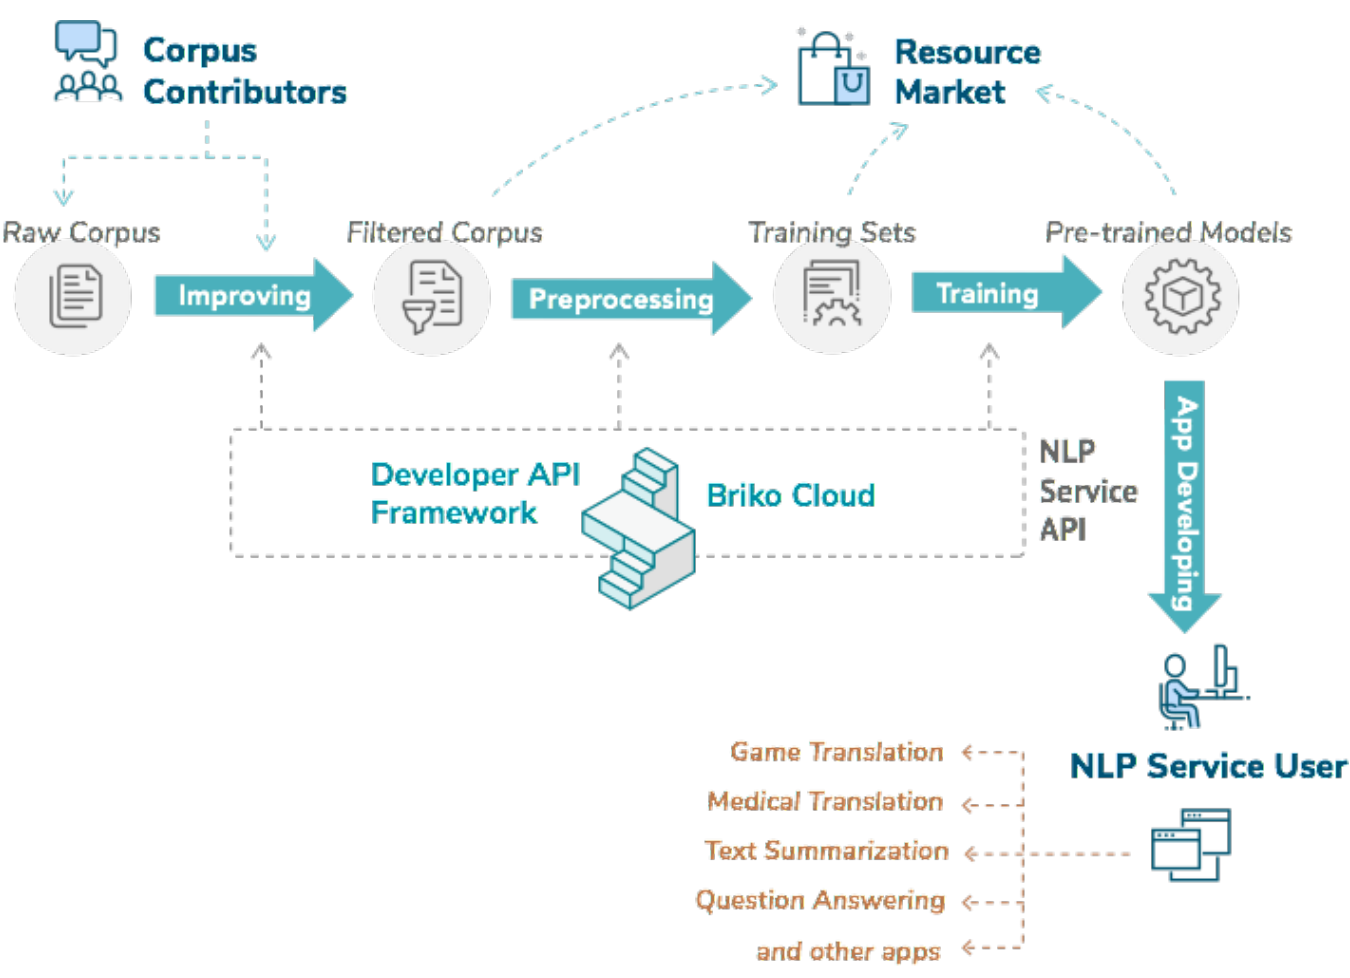 Corpus
Contributors
Resource
Market
Raw Corpus
Filtered Corpus
Training Sets
Pre-trained Models
Improving
Preprocessing
Training
Developer API
Framework
Briko Cloud
NLP
Service
API
App Developing
NLP Service User
Game Translation
Medical Translation
Text Summarization
Question Answering
and other apps